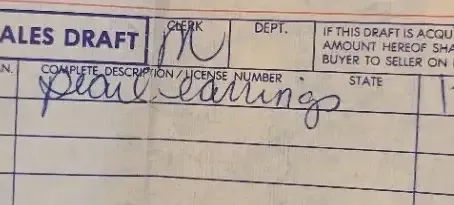 ALES DRAFT
CLERK
M
DEPT.
IF THIS DRAFT IS ACQU
AMOUNT HEREOF SHA
BUYER TO SELLER ON
AN.
COMPLETE DESCRIPTION / LICENSE NUMBER
STATE
pearl earrings